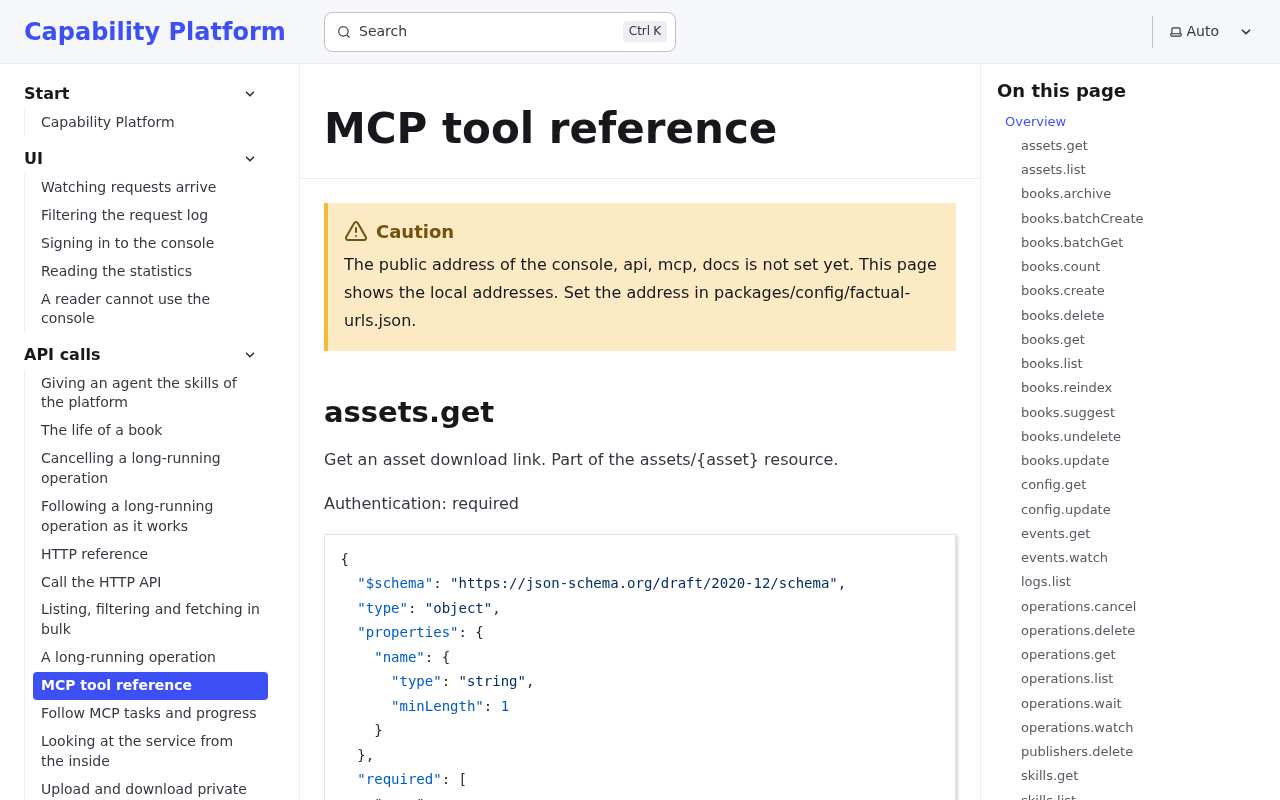 Capability Platform
Search
Ctrl K
Auto
Start
Capability Platform
UI
Watching requests arrive
Filtering the request log
Signing in to the console
Reading the statistics
A reader cannot use the
console
API calls
Giving an agent the skills of
the platform
The life of a book
Cancelling a long-running
operation
Following a long-running
operation as it works
HTTP reference
Call the HTTP API
Listing, filtering and fetching in
bulk
A long-running operation
MCP tool reference
Follow MCP tasks and progress
Looking at the service from
the inside
Upload and download private
MCP tool reference
Caution
The public address of the console, api, mcp, docs is not set yet. This page
shows the local addresses. Set the address in packages/config/factual-
urls.json.
assets.get
Get an asset download link. Part of the assets/{asset} resource.
Authentication: required
{
"$schema": "https://json-schema.org/draft/2020-12/schema",
"type": "object",
"properties": {
"name": {
"type": "string",
"minLength": 1
}
},
"required": [
On this page
Overview
assets.get
assets.list
books.archive
books.batchCreate
books.batchGet
books.count
books.create
books.delete
books.get
books.list
books.reindex
books.suggest
books.undelete
books.update
config.get
config.update
events.get
events.watch
logs.list
operations.cancel
operations.delete
operations.get
operations.list
operations.wait
operations.watch
publishers.delete
skills.get
skills.list